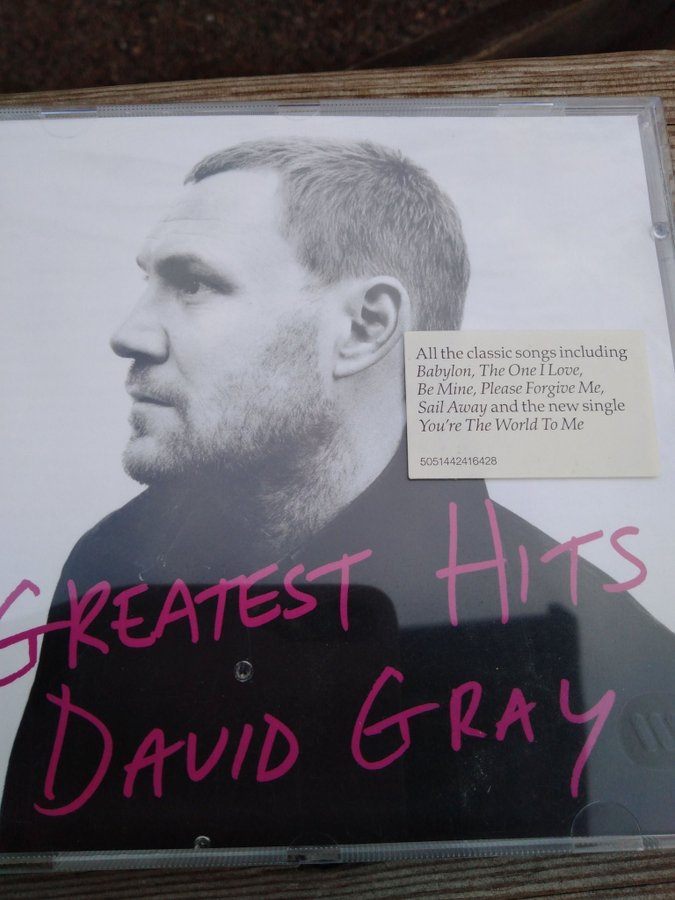 All the classic songs including
Babylon, The One I Love,
Be Mine, Please Forgive Me,
Sail Away and the new single
You're The World To Me
5051442416428
GREATEST HITS
DAVID GRAY